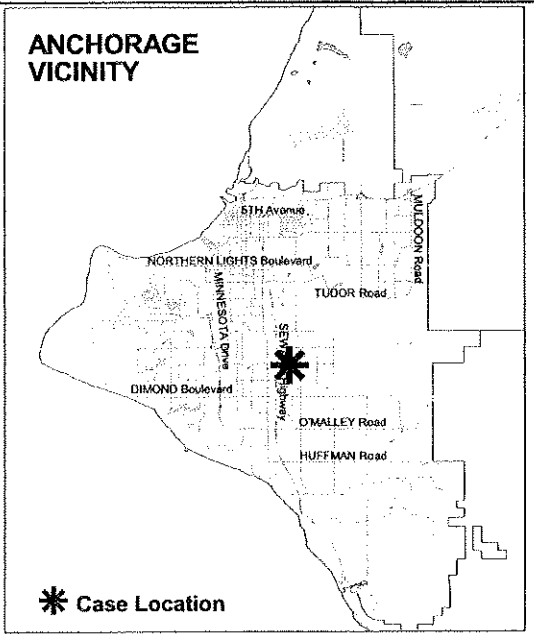 ANCHORAGE
VICINITY
5TH Avenue
MULDOON Road
NORTHERN LIGHTS Boulevard
TUDOR Road
MINNESOTA Drive
SEW Highway
DIMOND Boulevard
O'MALLEY Road
HUFFMAN Road
Case Location